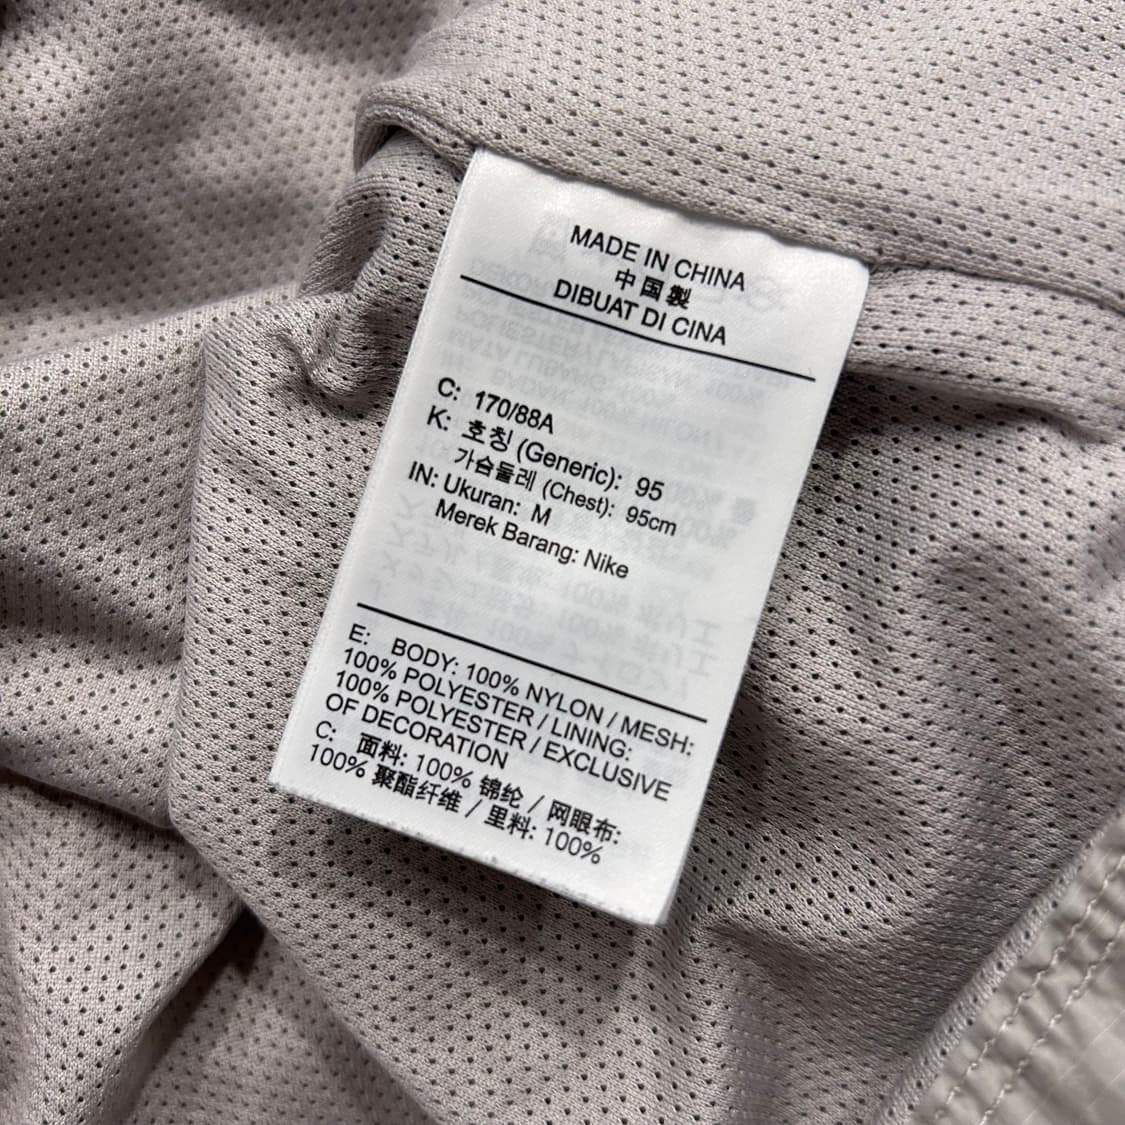 MADE IN CHINA
中国製
DIBUAT DI CINA
C: 170/88A
K: 호칭 (Generic): 95
가슴둘레 (Chest): 95cm
IN: Ukuran: M
Merek Barang: Nike
E: BODY: 100% NYLON / MESH:
100% POLYESTER / LINING:
100% POLYESTER / EXCLUSIVE
OF DECORATION
C: 面料: 100% 锦纶 / 网眼布:
100% 聚酯纤维 / 里料: 100%